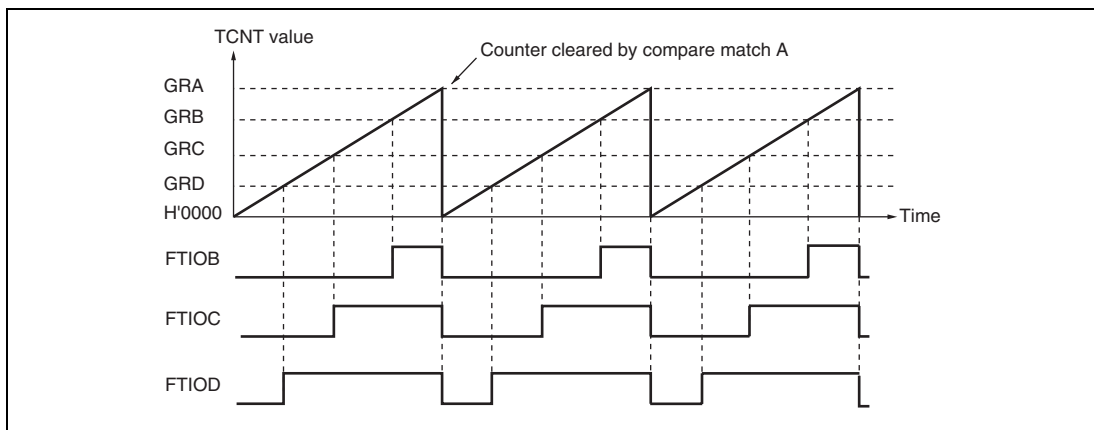 TCNT value
Counter cleared by compare match A
GRA
GRB
GRC
GRD
H'0000
Time
FTIOB
FTIOC
FTIOD